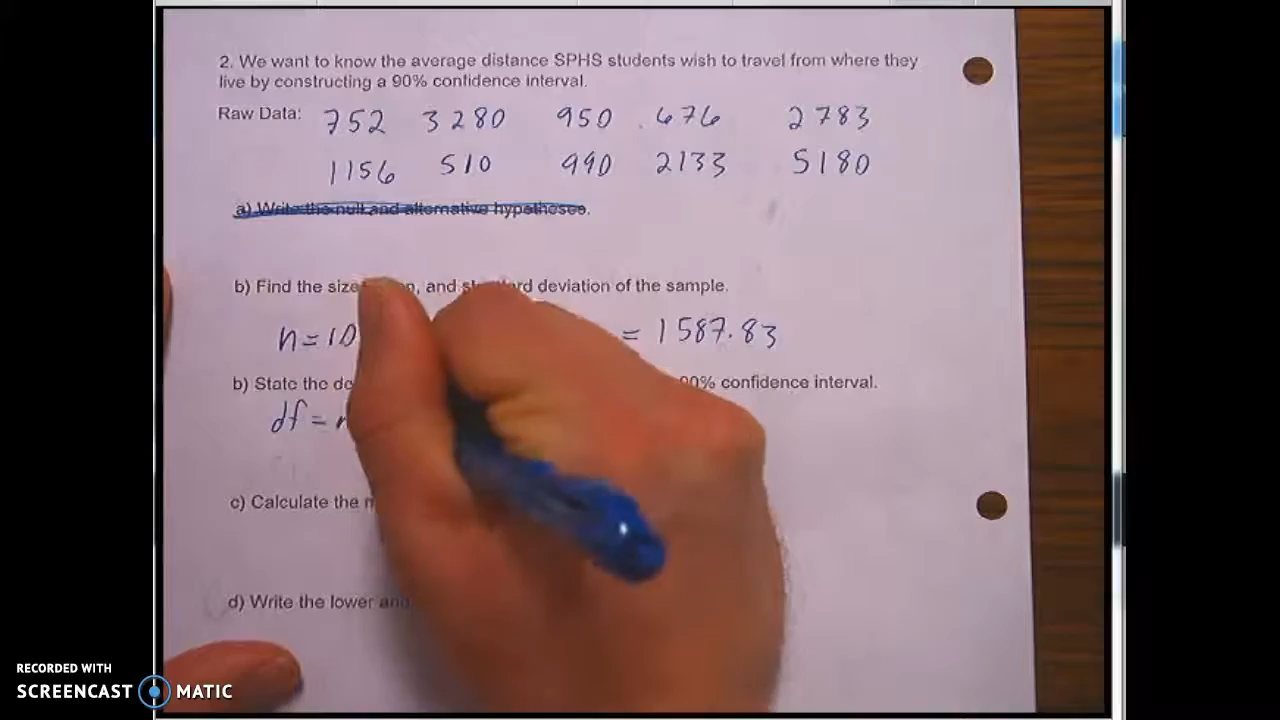 2. We want to know the average distance SPHS students wish to travel from where they
live by constructing a 90% confidence interval.
Raw Data: 752 3280 950 676 2783
1156 510 990 2133 5180
a) Write the null and alternative hypotheses.
b) Find the size and deviation of the sample.
n=10 = 1587.83
b) State the 90% confidence interval.
df =
c) Calculate the
d) Write the lower and
RECORDED WITH
SCREENCAST MATIC